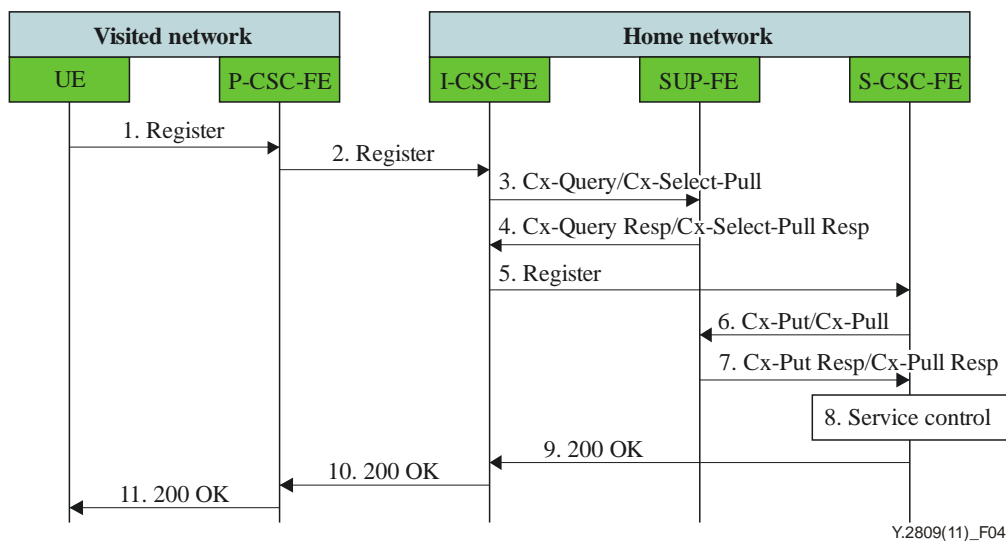 Visited network
Home network
UE
P-CSC-FE
I-CSC-FE
SUP-FE
S-CSC-FE
1. Register
2. Register
3. Cx-Query/Cx-Select-Pull
4. Cx-Query Resp/Cx-Select-Pull Resp
5. Register
6. Cx-Put/Cx-Pull
7. Cx-Put Resp/Cx-Pull Resp
8. Service control
9. 200 OK
10. 200 OK
11. 200 OK
Y.2809(11)_F04